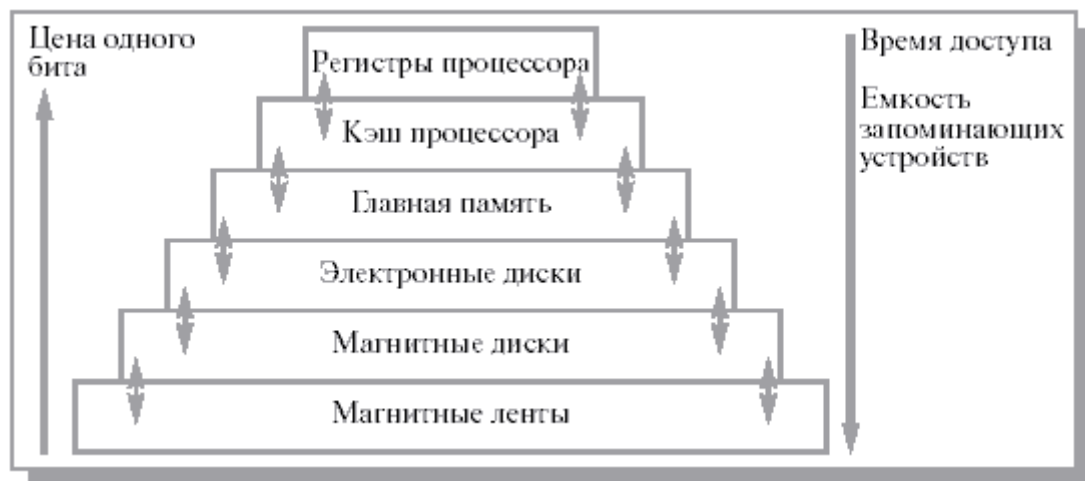 Цена одного
бита
Регистры процессора
Кэш процессора
Главная память
Электронные диски
Магнитные диски
Магнитные ленты
Время доступа
Емкость
запоминающих
устройств